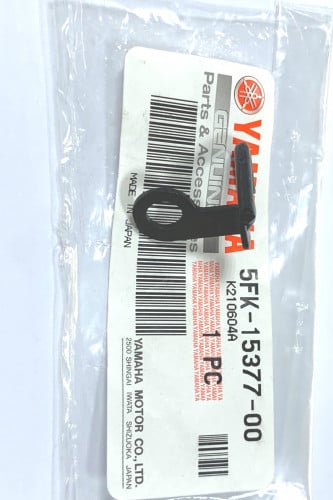 YAMAHA
GENUINE
Parts & Accessories
MADE IN JAPAN
5FK-15377-00
K210604A
1 PC
YAMAHA MOTOR CO., LTD.
2500 SHINGAI IWATA SHIZUOKA JAPAN